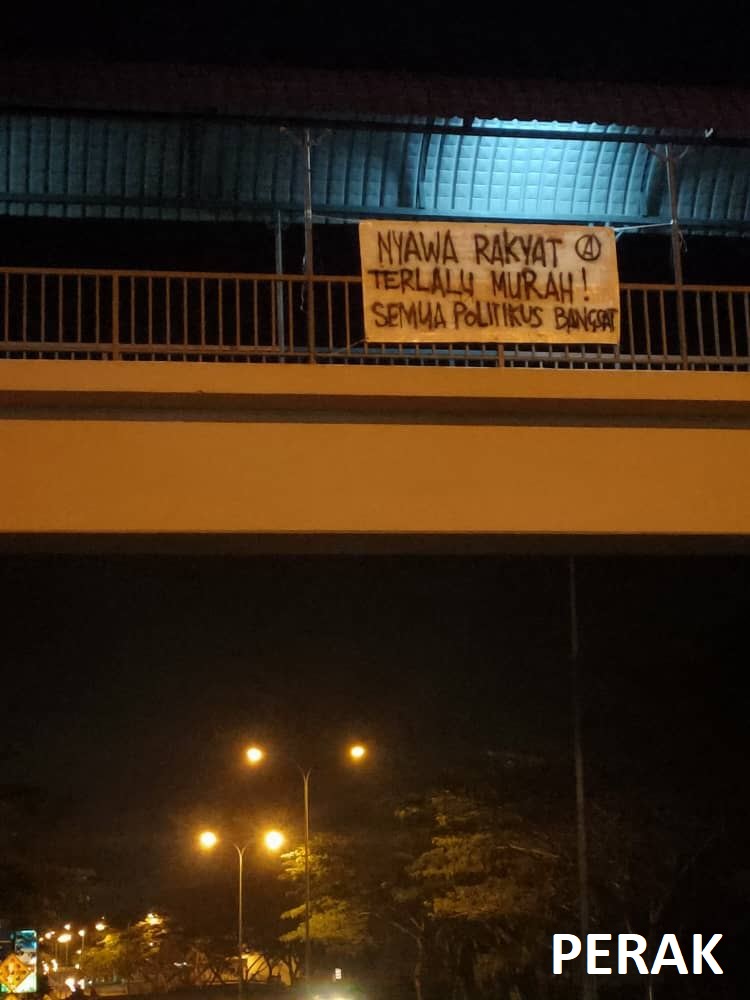 NYAWA RAKYAT Ⓐ
TERLALU MURAH!
SEMUA POLITIKUS BANGSAT
PERAK